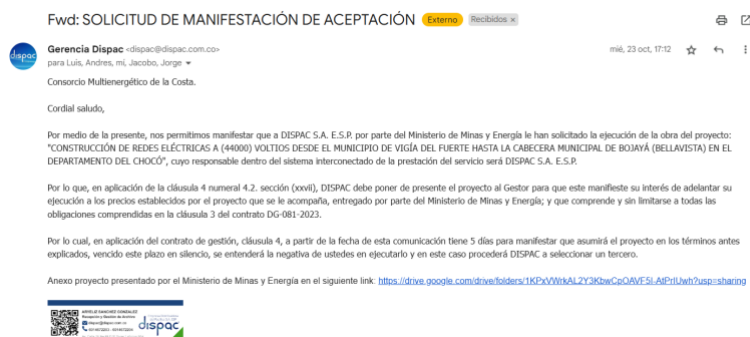 Fwd: SOLICITUD DE MANIFESTACIÓN DE ACEPTACIÓN Externo Recibidos ×
Gerencia Dispac <dispac@dispac.com.co> mié, 23 oct, 17:12
para Luis, Andres, mí, Jacobo, Jorge
Consorcio Multienergético de la Costa.
Cordial saludo,
Por medio de la presente, nos permitimos manifestar que a DISPAC S.A. E.S.P. por parte del Ministerio de Minas y Energía le han solicitado la ejecución de la obra del proyecto:
"CONSTRUCCIÓN DE REDES ELÉCTRICAS A (44000) VOLTIOS DESDE EL MUNICIPIO DE VIGÍA DEL FUERTE HASTA LA CABECERA MUNICIPAL DE BOJAYÁ (BELLAVISTA) EN EL
DEPARTAMENTO DEL CHOCÓ", cuyo responsable dentro del sistema interconectado de la prestación del servicio será DISPAC S.A. E.S.P.
Por lo que, en aplicación de la cláusula 4 numeral 4.2. sección (xxvii), DISPAC debe poner de presente el proyecto al Gestor para que este manifieste su interés de adelantar su
ejecución a los precios establecidos por el proyecto que se le acompaña, entregado por parte del Ministerio de Minas y Energía; y que comprende y sin limitarse a todas las
obligaciones comprendidas en la cláusula 3 del contrato DG-081-2023.
Por lo cual, en aplicación del contrato de gestión, cláusula 4, a partir de la fecha de esta comunicación tiene 5 días para manifestar que asumirá el proyecto en los términos antes
explicados, vencido este plazo en silencio, se entenderá la negativa de ustedes en ejecutarlo y en este caso procederá DISPAC a seleccionar un tercero.
Anexo proyecto presentado por el Ministerio de Minas y Energía en el siguiente link: https://drive.google.com/drive/folders/1KPxVWrkAL2Y3KbwCpOAVF5I-AtPrIUwh?usp=sharing
dispac